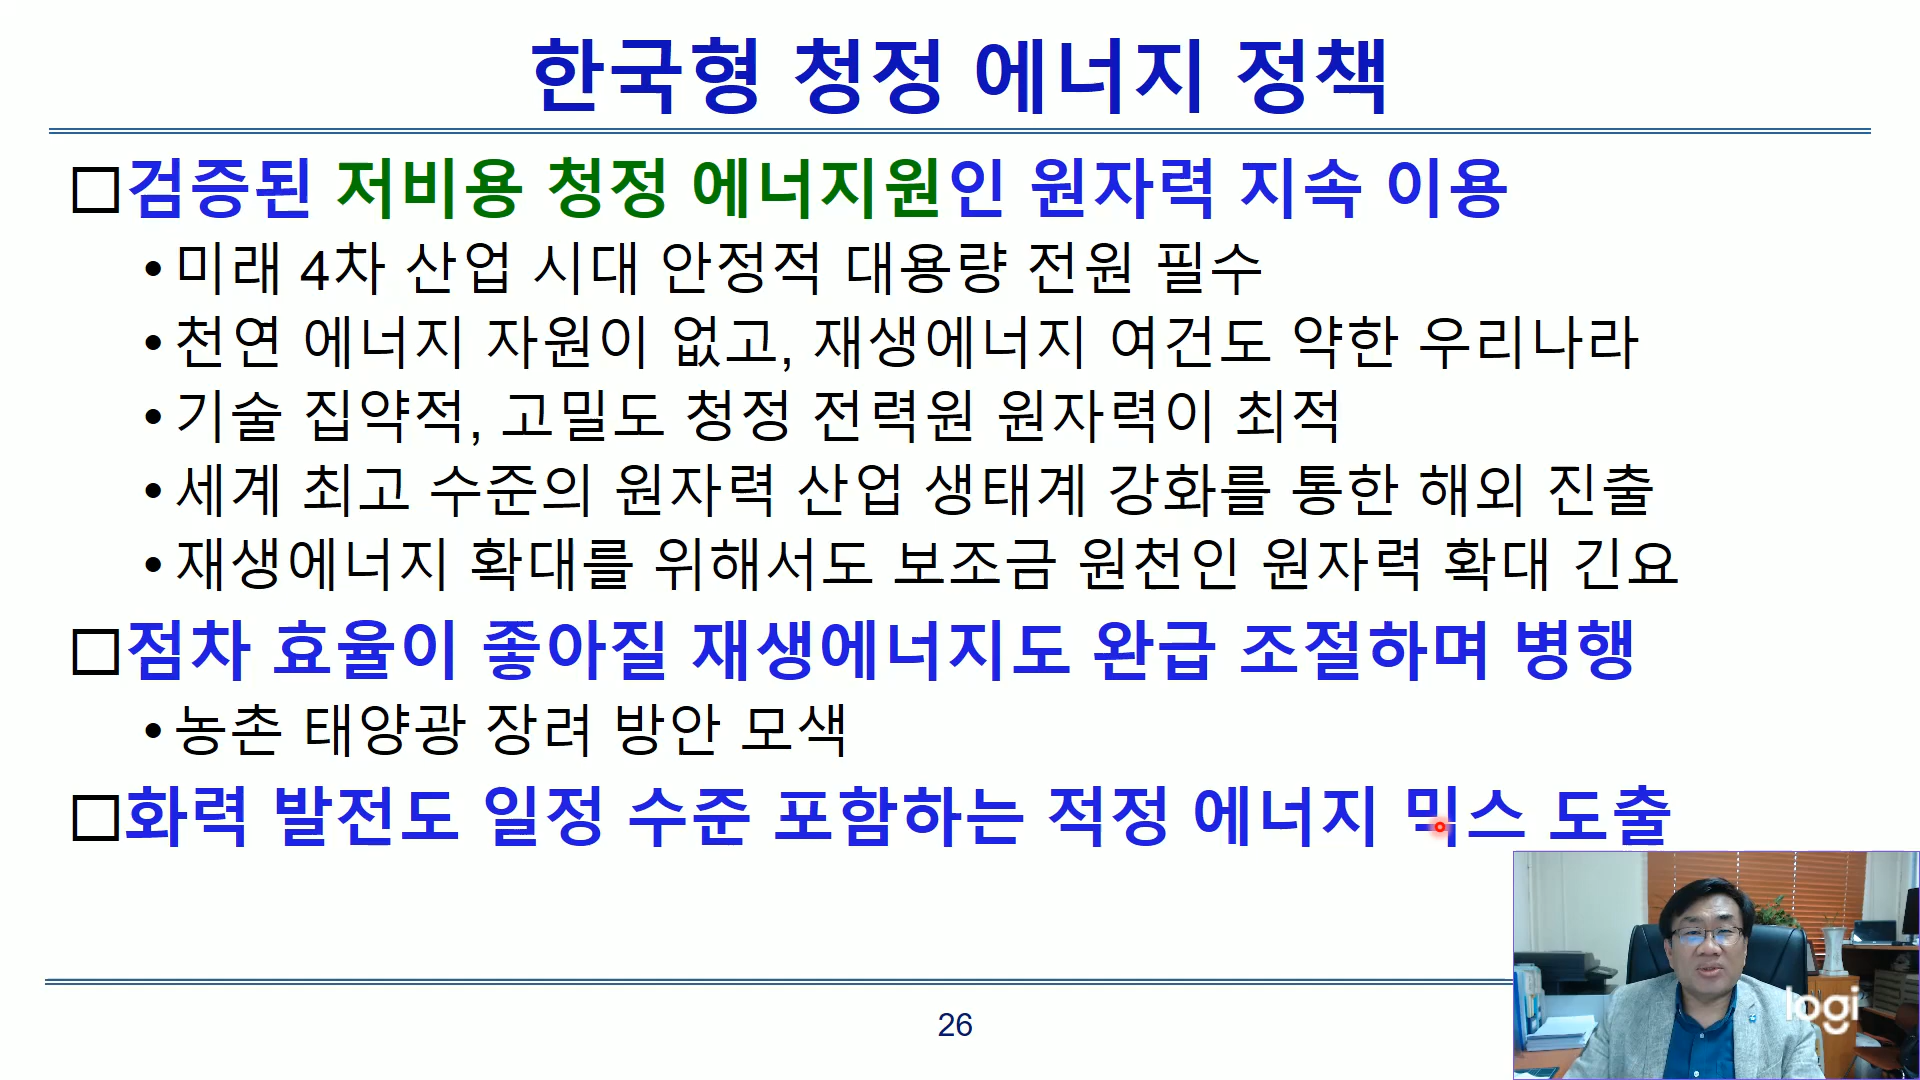 한국형 청정 에너지 정책
□검증된 저비용 청정 에너지원인 원자력 지속 이용
•미래 4차 산업 시대 안정적 대용량 전원 필수
•천연 에너지 자원이 없고, 재생에너지 여건도 약한 우리나라
•기술 집약적, 고밀도 청정 전력원 원자력이 최적
•세계 최고 수준의 원자력 산업 생태계 강화를 통한 해외 진출
•재생에너지 확대를 위해서도 보조금 원천인 원자력 확대 긴요
□점차 효율이 좋아질 재생에너지도 완급 조절하며 병행
•농촌 태양광 장려 방안 모색
□화력 발전도 일정 수준 포함하는 적정 에너지 믹스 도출
logi
26